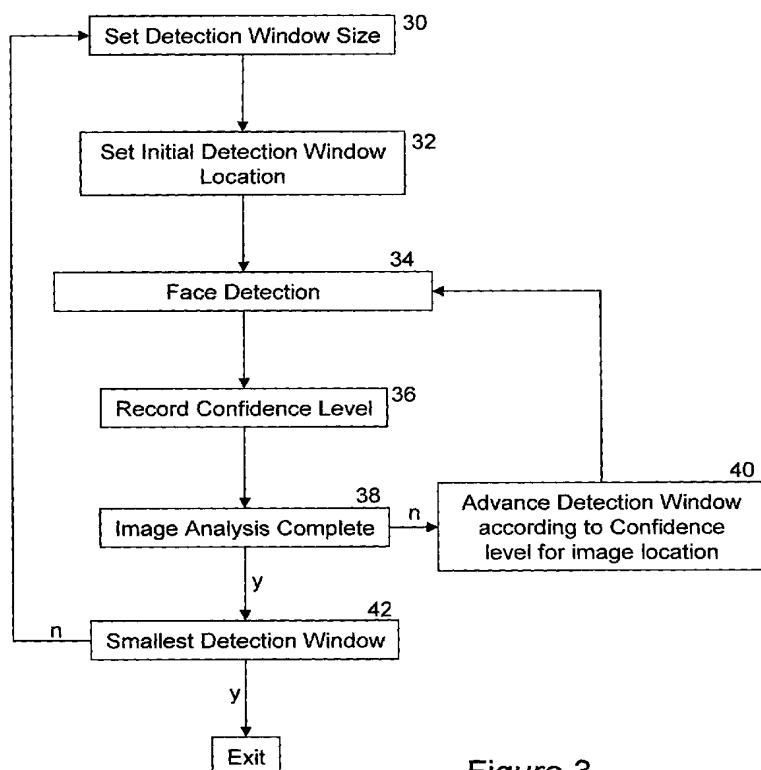 30
Set Detection Window Size
32
Set Initial Detection Window
Location
34
Face Detection
36
Record Confidence Level
38
Image Analysis Complete
n
40
Advance Detection Window
according to Confidence
level for image location
y
42
n
Smallest Detection Window
y
Exit
Figure 3